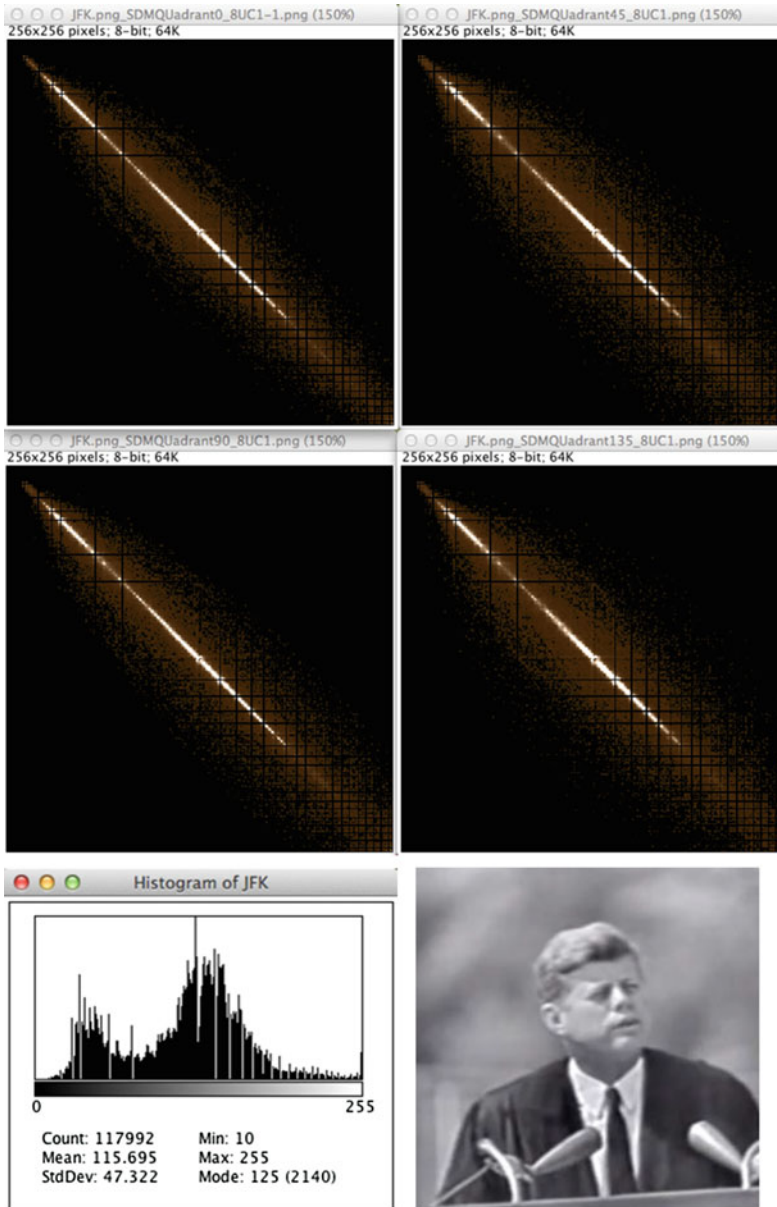 JFK.png_SDMQUadrant0_8UC1-1.png (150%)
256x256 pixels; 8-bit; 64K
JFK.png_SDMQUadrant45_8UC1.png (150%)
256x256 pixels; 8-bit; 64K
JFK.png_SDMQUadrant90_8UC1.png (150%)
256x256 pixels; 8-bit; 64K
JFK.png_SDMQUadrant135_8UC1.png (150%)
256x256 pixels; 8-bit; 64K
Histogram of JFK
0 255
Count: 117992 Min: 10
Mean: 115.695 Max: 255
StdDev: 47.322 Mode: 125 (2140)